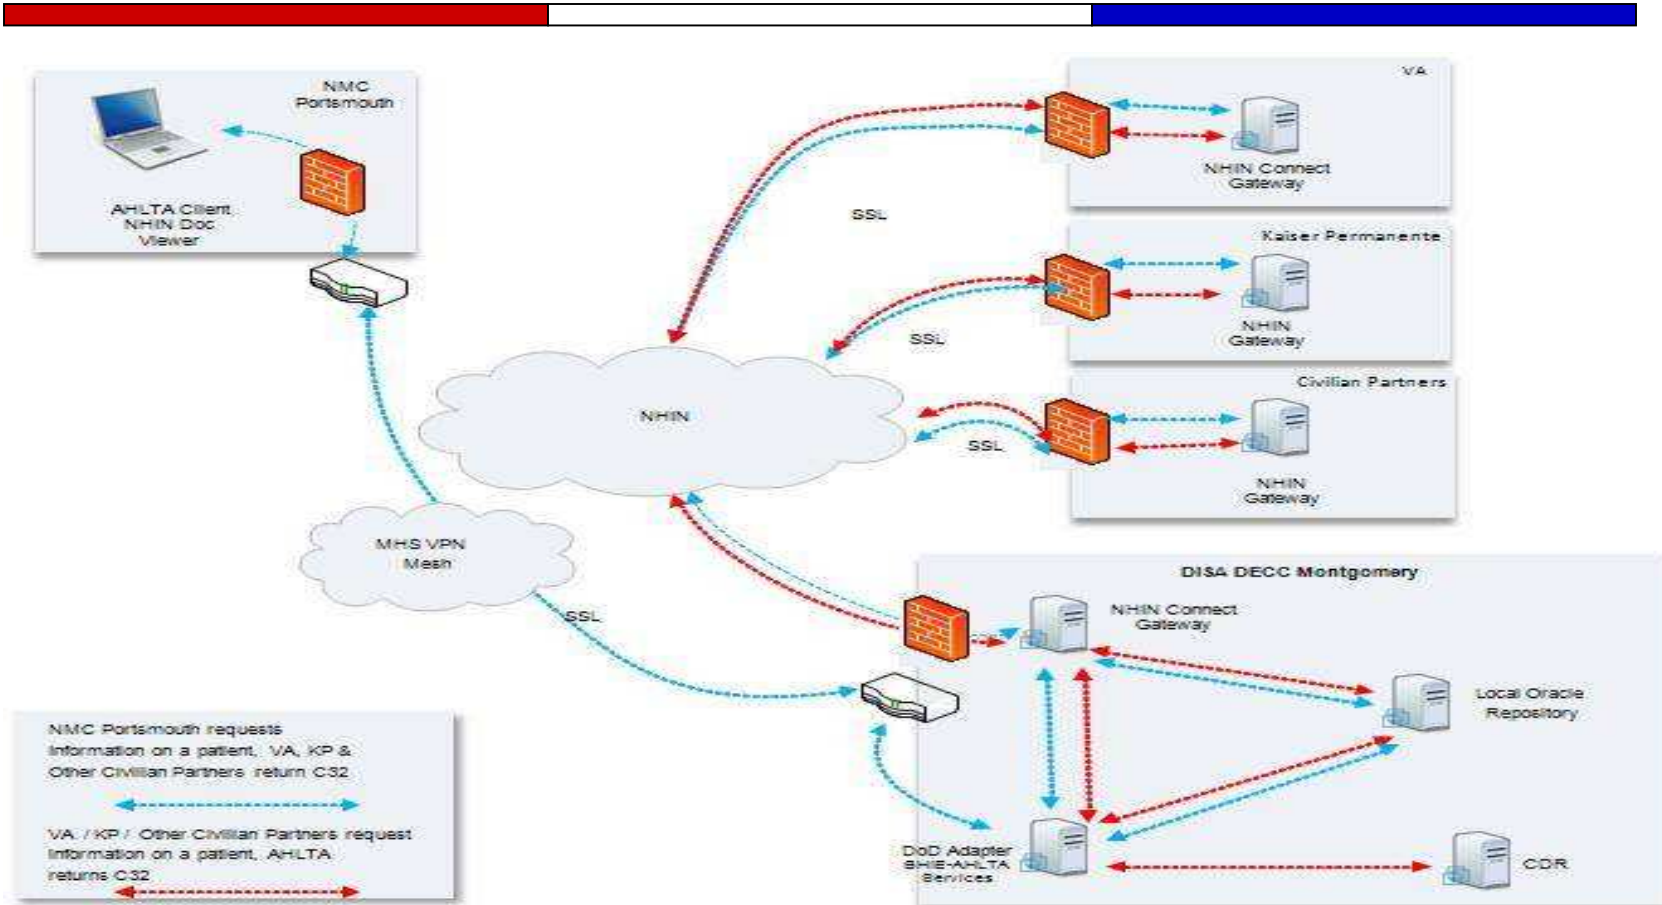 NMC
Portsmouth
AHLTA Client
NHIN Doc
Viewer
VA
NHIN Connect
Gateway
SSL
Kaiser Permanente
NHIN
Gateway
SSL
Civilian Partners
NHIN
Gateway
SSL
NHIN
MHS VPN
Mesh
SSL
DISA DECC Montgomery
NHIN Connect
Gateway
Local Oracle
Repository
DoD Adapter
BHIE-AHLTA
Services
CDR
NMC Portsmouth requests
Information on a patient, VA, KP &
Other Civilian Partners return C32
VA / KP / Other Civilian Partners request
Information on a patient, AHLTA
returns C32